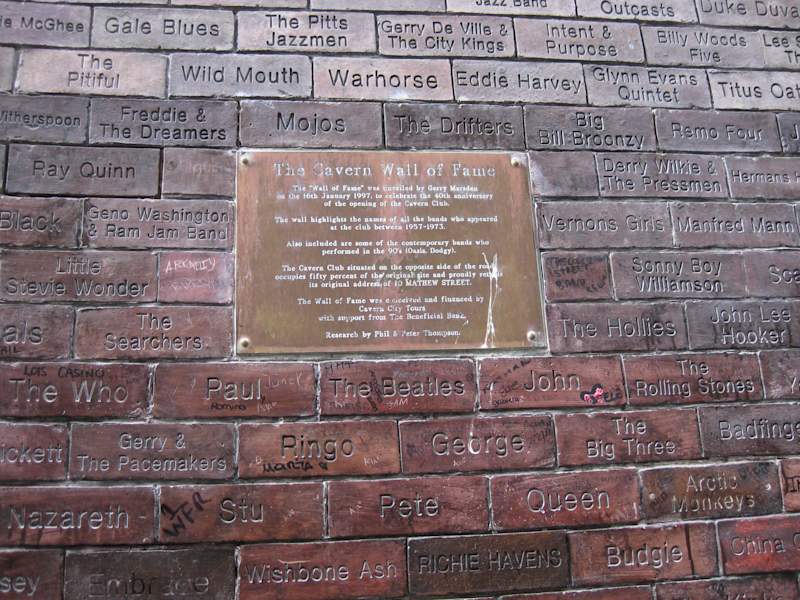 Jazz Band
Outcasts
Duke Duva
McGhee
Gale Blues
The Pitts
Jazzmen
Gerry De Ville &
The City Kings
Intent &
Purpose
Billy Woods
Five
Lee S
Th
The
Pitiful
Wild Mouth
Warhorse
Eddie Harvey
Glynn Evans
Quintet
Titus Oat
Witherspoon
Freddie &
The Dreamers
Mojos
The Drifters
Big
Bill Broonzy
Remo Four
Ray Quinn
Derry Wilkie &
The Pressmen
Hermans H
Black
Geno Washington
& Ram Jam Band
Vernons Girls
Manfred Mann
Little
Stevie Wonder
Sonny Boy
Williamson
Soa
als
The
Searchers.
The Hollies
John Lee
Hooker
The Cavern Wall of Fame
The "Wall of Fame" was unveiled by Gerry Marsden
on the 16th January 1997, to celebrate the 40th anniversary
of the opening of the Cavern Club.
The wall highlights the names of all the bands who appeared
at the club between 1957-1973.
Also included are some of the contemporary bands who
performed in the 90's (Oasis, Dodgy).
The Cavern Club situated on the opposite side of the road
occupies fifty percent of the original site and proudly retains
its original address of 10 MATHEW STREET.
The Wall of Fame was conceived and financed by
Cavern City Tours
with support from The Beneficial Bank.
Research by Phil & Peter Thompson.
LOIS CASINO
The Who
Paul
The Beatles
SAM
John
The
Rolling Stones
Yo
ickett
Gerry &
The Pacemakers
Ringo
MARTA
George
The
Big Three
Badfinge
Nazareth
WFR
Stu
Pete
Queen
Arctic
Monkeys
sey
Embrace
Wishbone Ash
RICHIE HAVENS
Budgie
China C